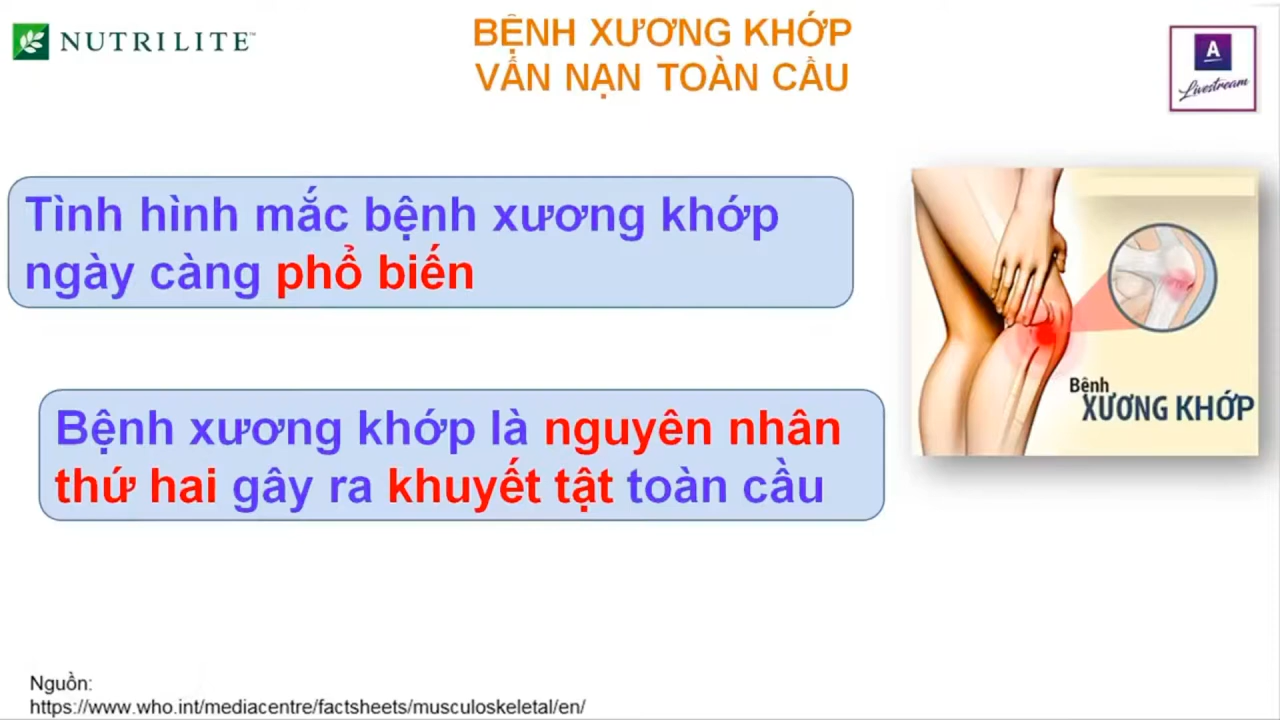 NUTRILITE™
BỆNH XƯƠNG KHỚP
VẤN NẠN TOÀN CẦU
A
Livestream
Tình hình mắc bệnh xương khớp
ngày càng phổ biến
Bệnh
XƯƠNG KHỚP
Bệnh xương khớp là nguyên nhân
thứ hai gây ra khuyết tật toàn cầu
Nguồn:
https://www.who.int/mediacentre/factsheets/musculoskeletal/en/